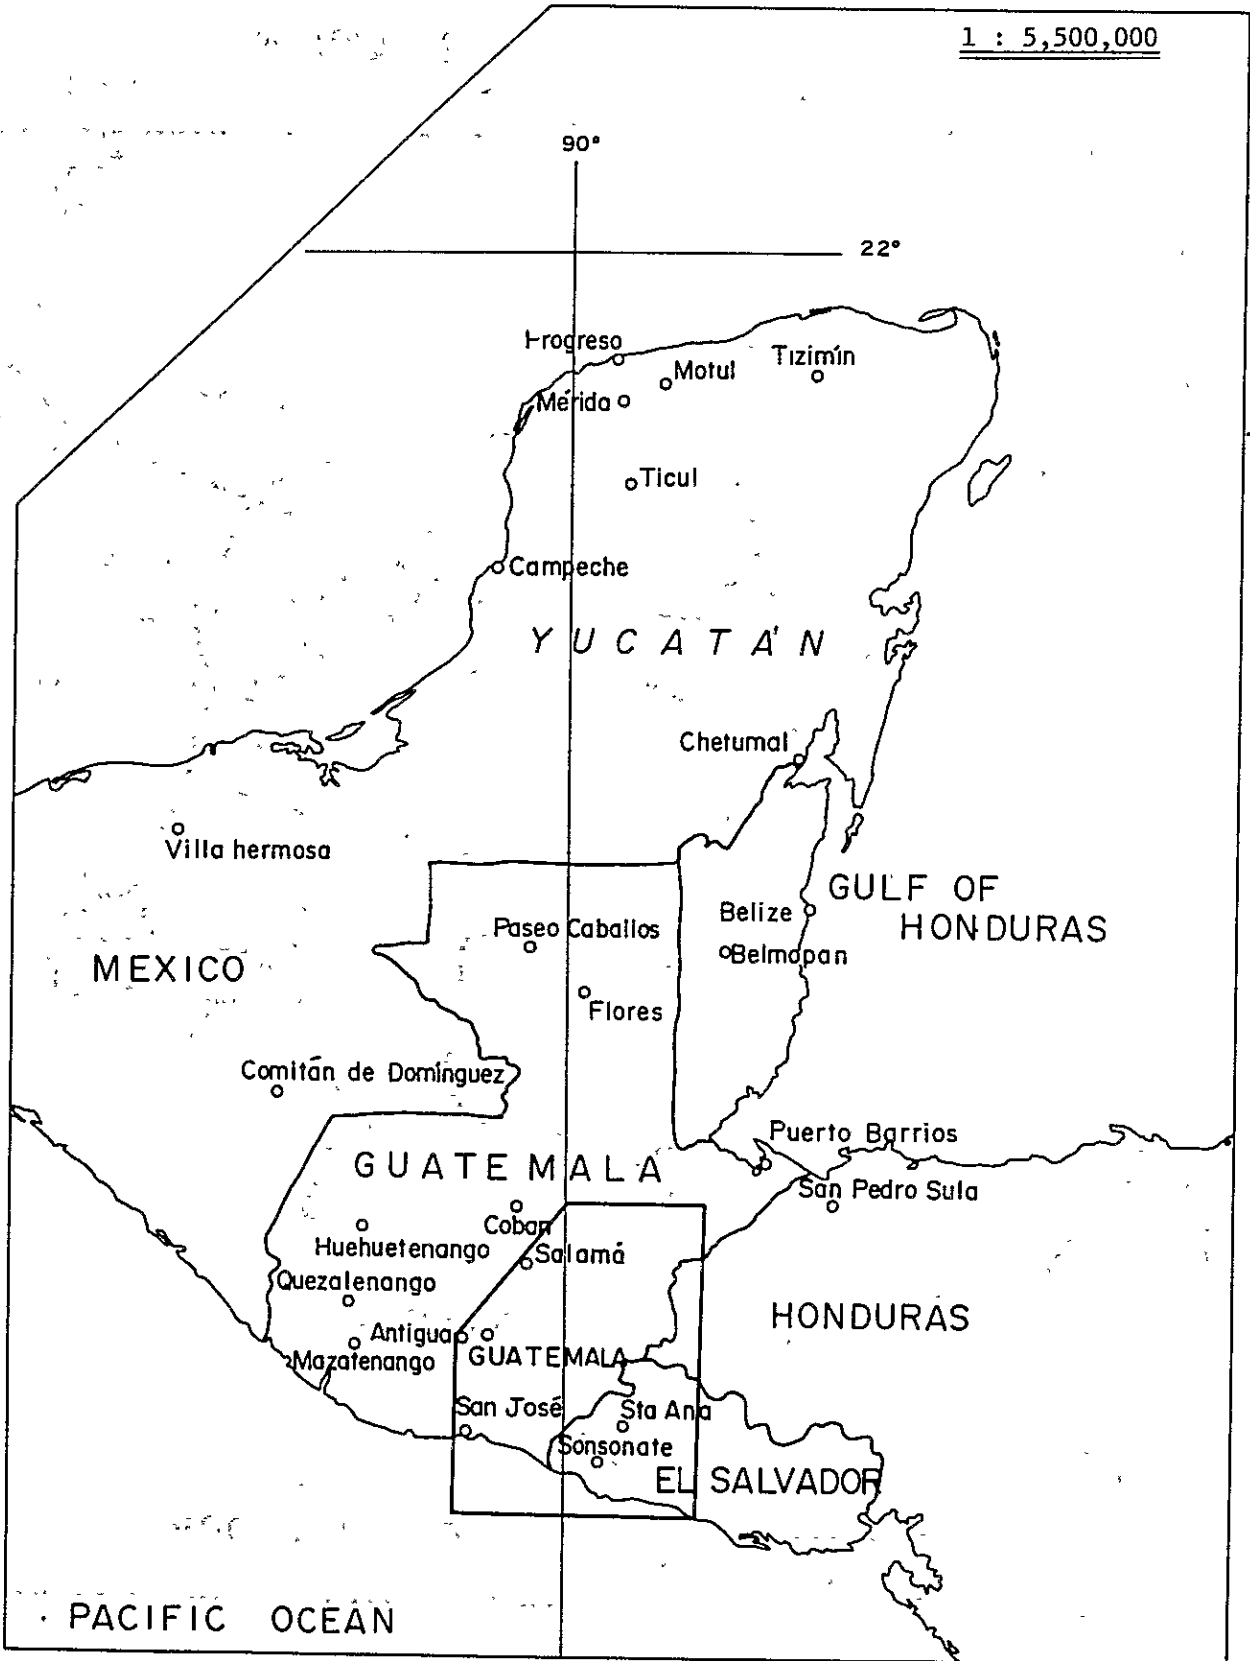 1 : 5,500,000
90°
22°
Progreso
Motul
Tizimín
Mérida
Ticul
Campeche
YUCATÁN
Chetumal
Villa hermosa
GULF OF
HONDURAS
Belize
Paseo Caballos
Belmopan
MEXICO
Flores
Comitán de Domínguez
Puerto Barrios
GUATEMALA
San Pedro Sula
Coban
Huehuetenango
Salamá
Quezalenango
HONDURAS
Antigua
GUATEMALA
Mazatenango
San José
Sta Ana
Sonsonate
EL SALVADOR
PACIFIC OCEAN